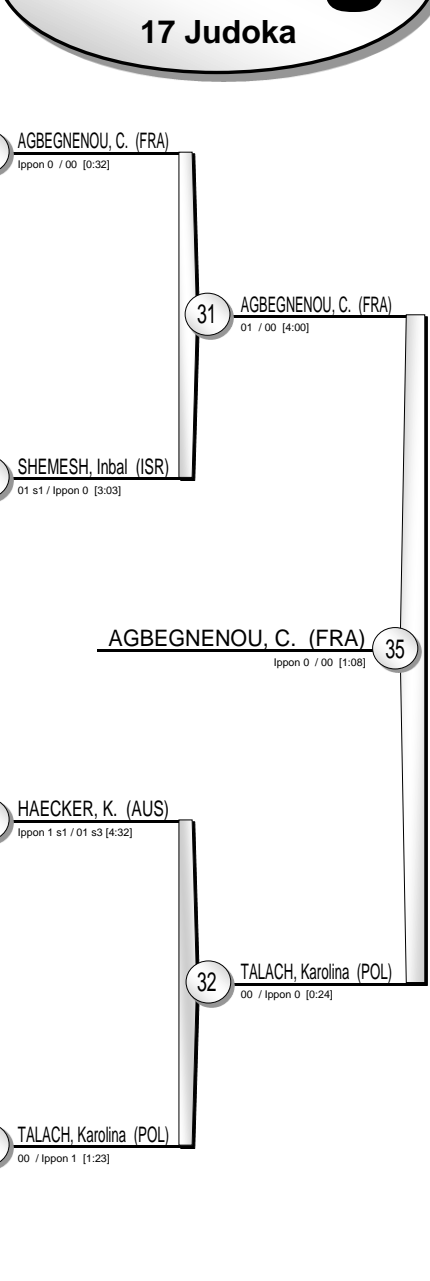 17 Judoka
AGBEGNENOU, C. (FRA)
Ippon 0 / 00 [0:32]
31
AGBEGNENOU, C. (FRA)
01 / 00 [4:00]
SHEMESH, Inbal (ISR)
01 s1 / Ippon 0 [3:03]
AGBEGNENOU, C. (FRA)
35
Ippon 0 / 00 [1:08]
HAECKER, K. (AUS)
Ippon 1 s1 / 01 s3 [4:32]
32
TALACH, Karolina (POL)
00 / Ippon 0 [0:24]
TALACH, Karolina (POL)
00 / Ippon 1 [1:23]